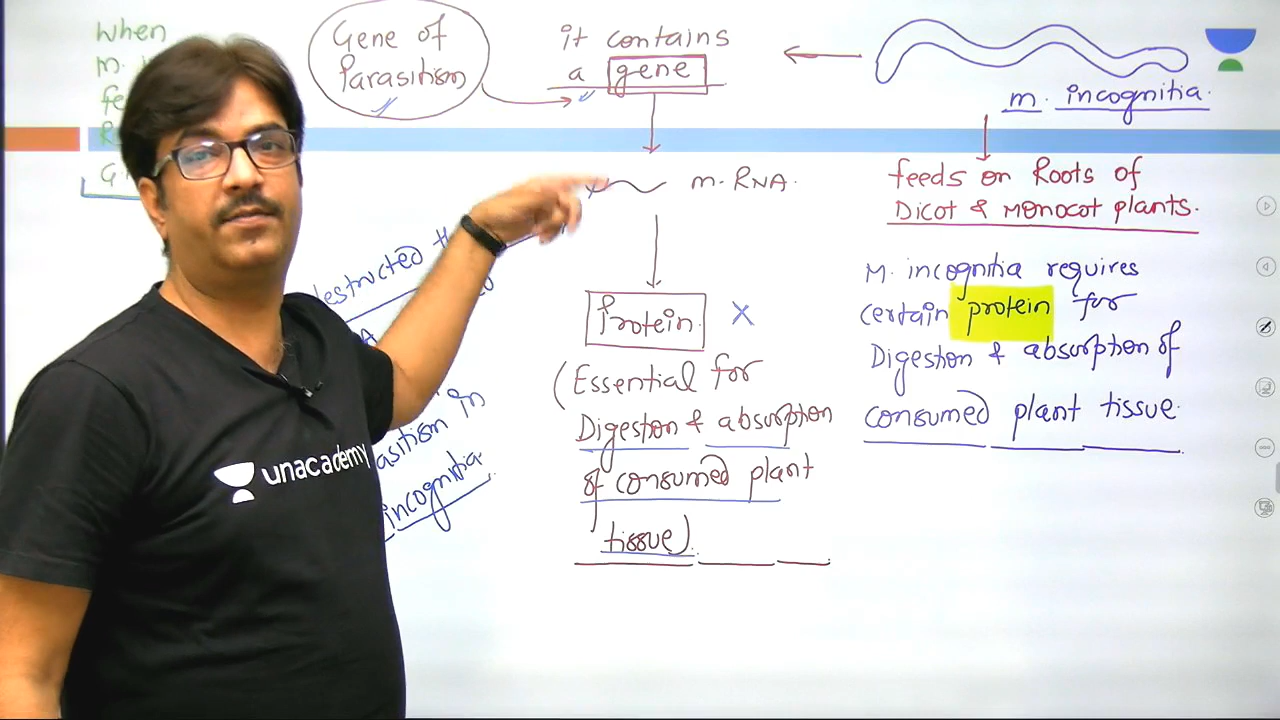 when
m.
fe
R
G
Gene of
Parasitism
it contains
a gene
m. incognitia.
m. RNA.
feeds on Roots of
Dicot & Monocot plants.
Protein. X
(Essential for
Digestion & absorption
of consumed plant
tissue).
M. incognitia requires
certain protein for
Digestion & absorption of
consumed plant tissue.
destructed
asitism in
incognitia.
unacademy